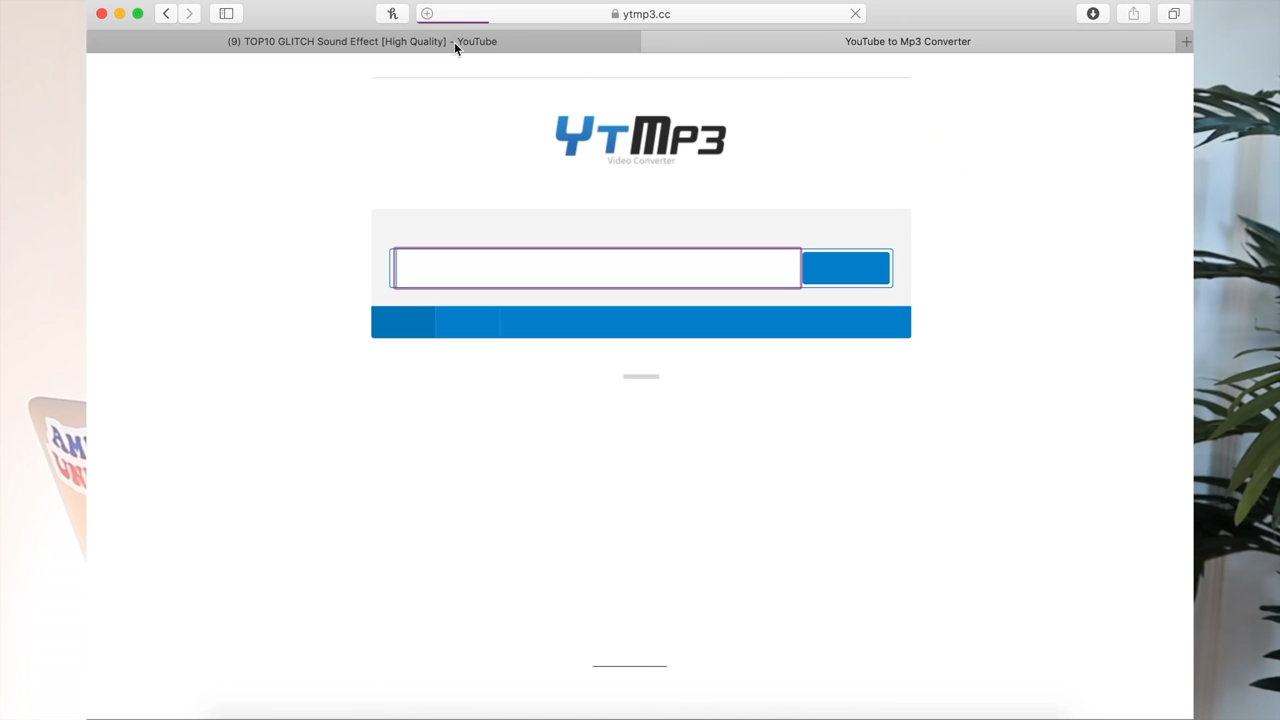 ytmp3.cc
(9) TOP10 GLITCH Sound Effect [High Quality] - YouTube
YouTube to Mp3 Converter
YTMP3
Video Converter